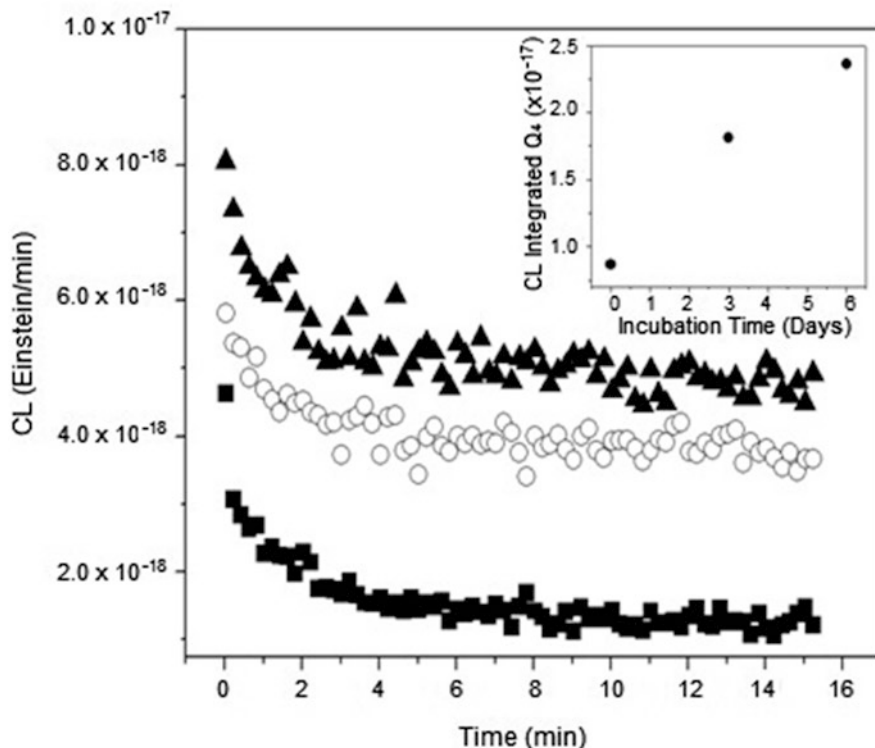 1.0 x 10⁻¹⁷
8.0 x 10⁻¹⁸
6.0 x 10⁻¹⁸
4.0 x 10⁻¹⁸
2.0 x 10⁻¹⁸
CL (Einstein/min)
0 2 4 6 8 10 12 14 16
Time (min)
2.5
2.0
1.5
1.0
CL Integrated Q₄ (x10⁻¹⁷)
0 1 2 3 4 5 6
Incubation Time (Days)